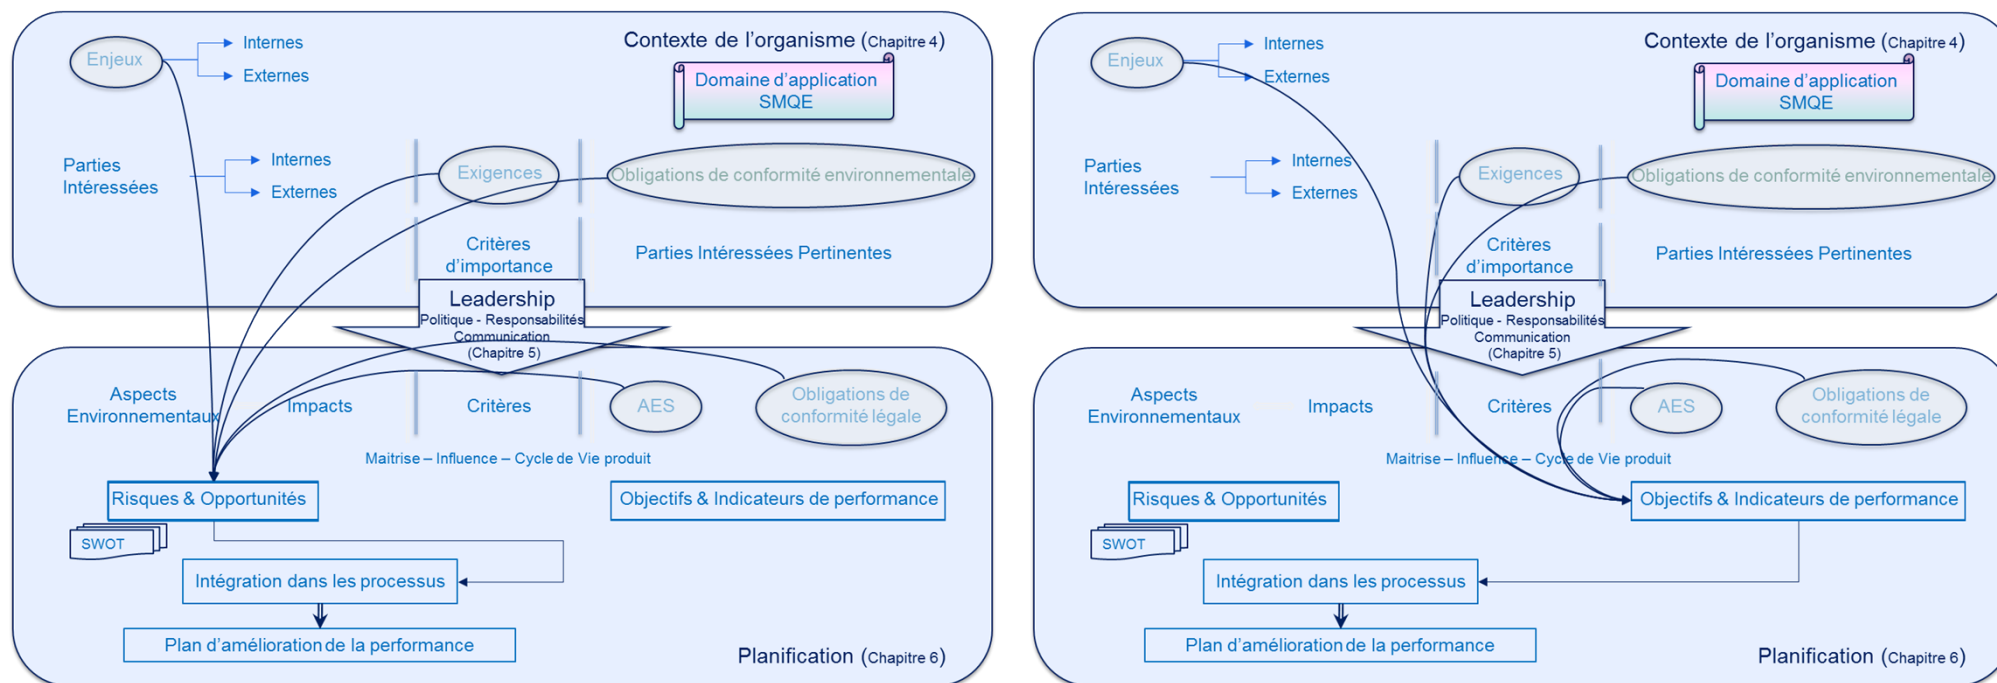 Enjeux
Internes
Externes
Contexte de l'organisme (Chapitre 4)
Domaine d'application
SMQE
Parties
Intéressées
Internes
Externes
Exigences
Obligations de conformité environnementale
Critères
d'importance
Parties Intéressées Pertinentes
Leadership
Politique - Responsabilités
Communication
(Chapitre 5)
Aspects
Environnementaux
Impacts
Critères
AES
Obligations de
conformité légale
Maitrise – Influence – Cycle de Vie produit
Risques & Opportunités
Objectifs & Indicateurs de performance
SWOT
Intégration dans les processus
Plan d'amélioration de la performance
Planification (Chapitre 6)
Enjeux
Internes
Externes
Contexte de l'organisme (Chapitre 4)
Domaine d'application
SMQE
Parties
Intéressées
Internes
Externes
Exigences
Obligations de conformité environnementale
Critères
d'importance
Parties Intéressées Pertinentes
Leadership
Politique - Responsabilités
Communication
(Chapitre 5)
Aspects
Environnementaux
Impacts
Critères
AES
Obligations de
conformité légale
Maitrise – Influence – Cycle de Vie produit
Risques & Opportunités
Objectifs & Indicateurs de performance
SWOT
Intégration dans les processus
Plan d'amélioration de la performance
Planification (Chapitre 6)